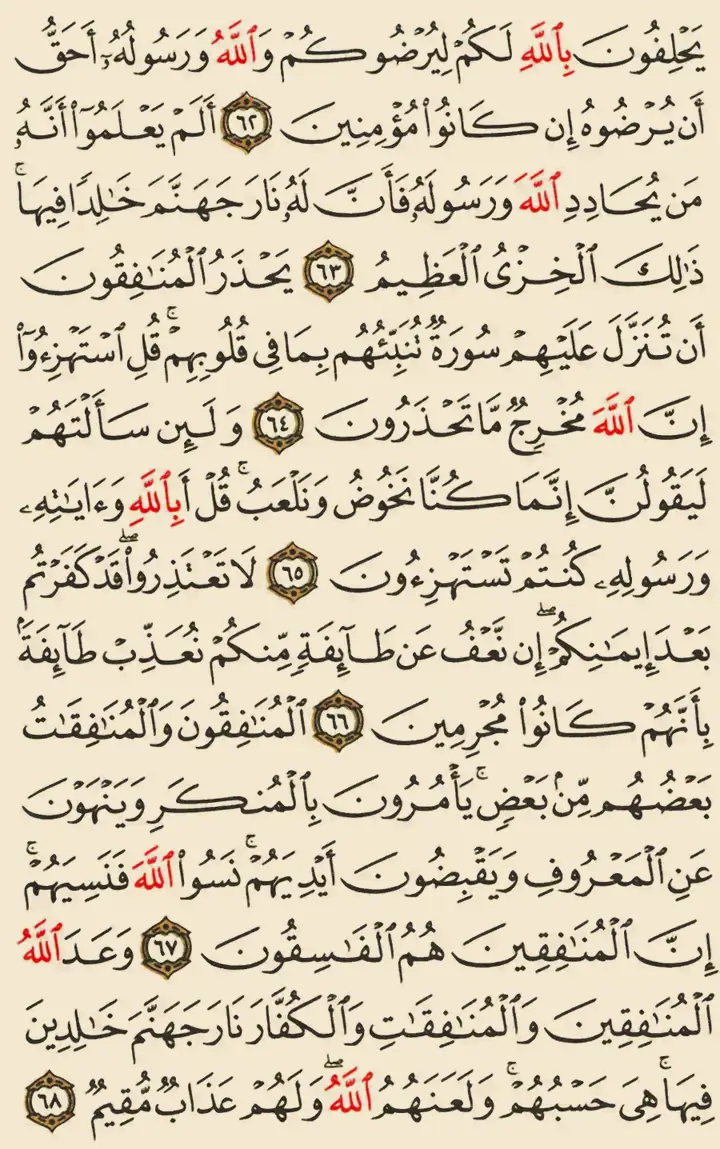 يَحْلِفُونَ بِٱللَّهِ لَكُمْ لِيُرْضُوكُمْ وَٱللَّهُ وَرَسُولُهُۥٓ أَحَقُّ
أَن يُرْضُوهُ إِن كَانُوا۟ مُؤْمِنِينَ ٦٢ أَلَمْ يَعْلَمُوٓا۟ أَنَّهُۥ
مَن يُحَادِدِ ٱللَّهَ وَرَسُولَهُۥ فَأَنَّ لَهُۥ نَارَ جَهَنَّمَ خَٰلِدًا فِيهَا ۚ
ذَٰلِكَ ٱلْخِزْىُ ٱلْعَظِيمُ ٦٣ يَحْذَرُ ٱلْمُنَٰفِقُونَ
أَن تُنَزَّلَ عَلَيْهِمْ سُورَةٌ تُنَبِّئُهُم بِمَا فِى قُلُوبِهِمْ ۚ قُلِ ٱسْتَهْزِءُوٓا۟
إِنَّ ٱللَّهَ مُخْرِجٌ مَّا تَحْذَرُونَ ٦٤ وَلَئِن سَأَلْتَهُمْ
لَيَقُولُنَّ إِنَّمَا كُنَّا نَخُوضُ وَنَلْعَبُ ۚ قُلْ أَبِٱللَّهِ وَءَايَٰتِهِۦ
وَرَسُولِهِۦ كُنتُمْ تَسْتَهْزِءُونَ ٦٥ لَا تَعْتَذِرُوا۟ ۖ قَدْ كَفَرْتُم
بَعْدَ إِيمَٰنِكُمْ ۖ إِن نَّعْفُ عَن طَآئِفَةٍ مِّنكُمْ نُعَذِّبْ طَآئِفَةًۢ
بِأَنَّهُمْ كَانُوا۟ مُجْرِمِينَ ٦٦ ٱلْمُنَٰفِقُونَ وَٱلْمُنَٰفِقَٰتُ
بَعْضُهُم مِّنۢ بَعْضٍ ۚ يَأْمُرُونَ بِٱلْمُنكَرِ وَيَنْهَوْنَ
عَنِ ٱلْمَعْرُوفِ وَيَقْبِضُونَ أَيْدِيَهُمْ ۚ نَسُوا۟ ٱللَّهَ فَنَسِيَهُمْ ۗ
إِنَّ ٱلْمُنَٰفِقِينَ هُمُ ٱلْفَٰسِقُونَ ٦٧ وَعَدَ ٱللَّهُ
ٱلْمُنَٰفِقِينَ وَٱلْمُنَٰفِقَٰتِ وَٱلْكُفَّارَ نَارَ جَهَنَّمَ خَٰلِدِينَ
فِيهَا ۚ هِىَ حَسْبُهُمْ ۚ وَلَعَنَهُمُ ٱللَّهُ ۖ وَلَهُمْ عَذَابٌ مُّقِيمٌ ٦٨